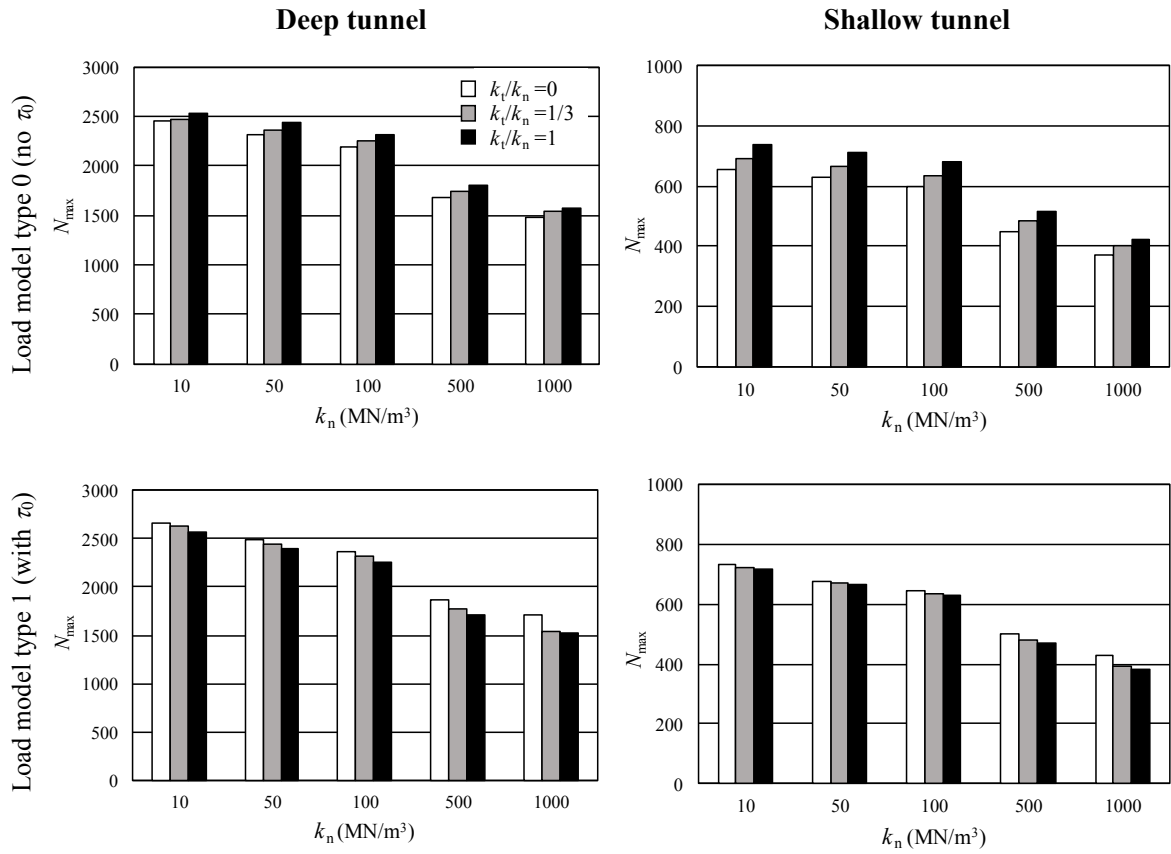 Deep tunnel
Shallow tunnel
Load model type 0 (no τ0)
Nmax
3000
2500
2000
1500
1000
500
0
kt/kn =0
kt/kn =1/3
kt/kn =1
10 50 100 500 1000
kn (MN/m³)
Nmax
1000
800
600
400
200
0
10 50 100 500 1000
kn (MN/m³)
Load model type 1 (with τ0)
Nmax
3000
2500
2000
1500
1000
500
0
10 50 100 500 1000
kn (MN/m³)
Nmax
1000
800
600
400
200
0
10 50 100 500 1000
kn (MN/m³)